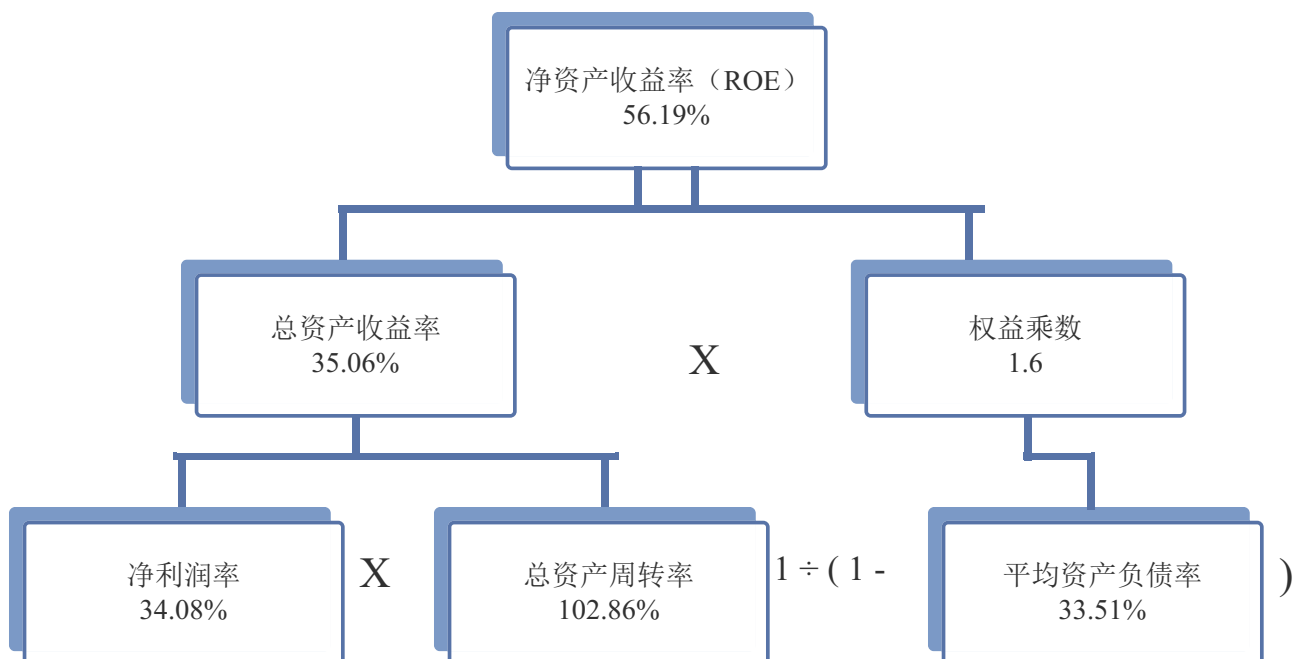 净资产收益率（ROE）
56.19%
总资产收益率
35.06%
X
权益乘数
1.6
净利润率
34.08%
X
总资产周转率
102.86%
1 ÷ ( 1 -
平均资产负债率
33.51%
)